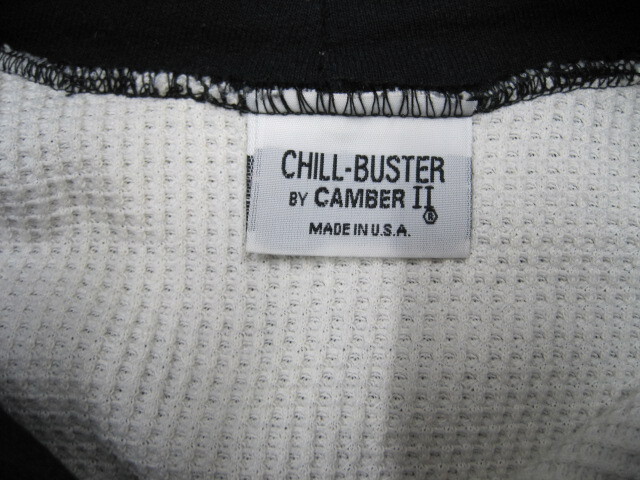 CHILL-BUSTER
BY CAMBER II®
MADE IN U.S.A.